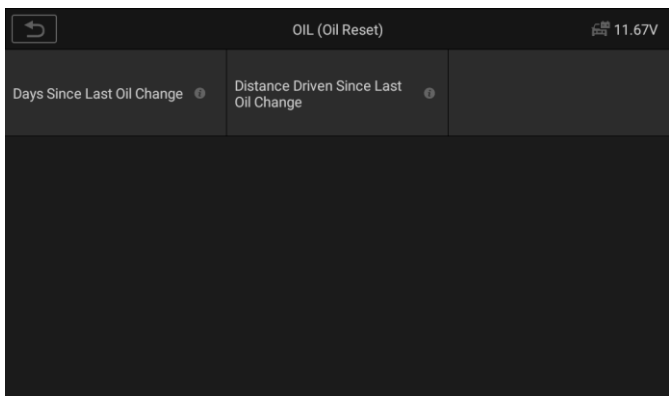 OIL (Oil Reset)
11.67V
Days Since Last Oil Change
Distance Driven Since Last
Oil Change